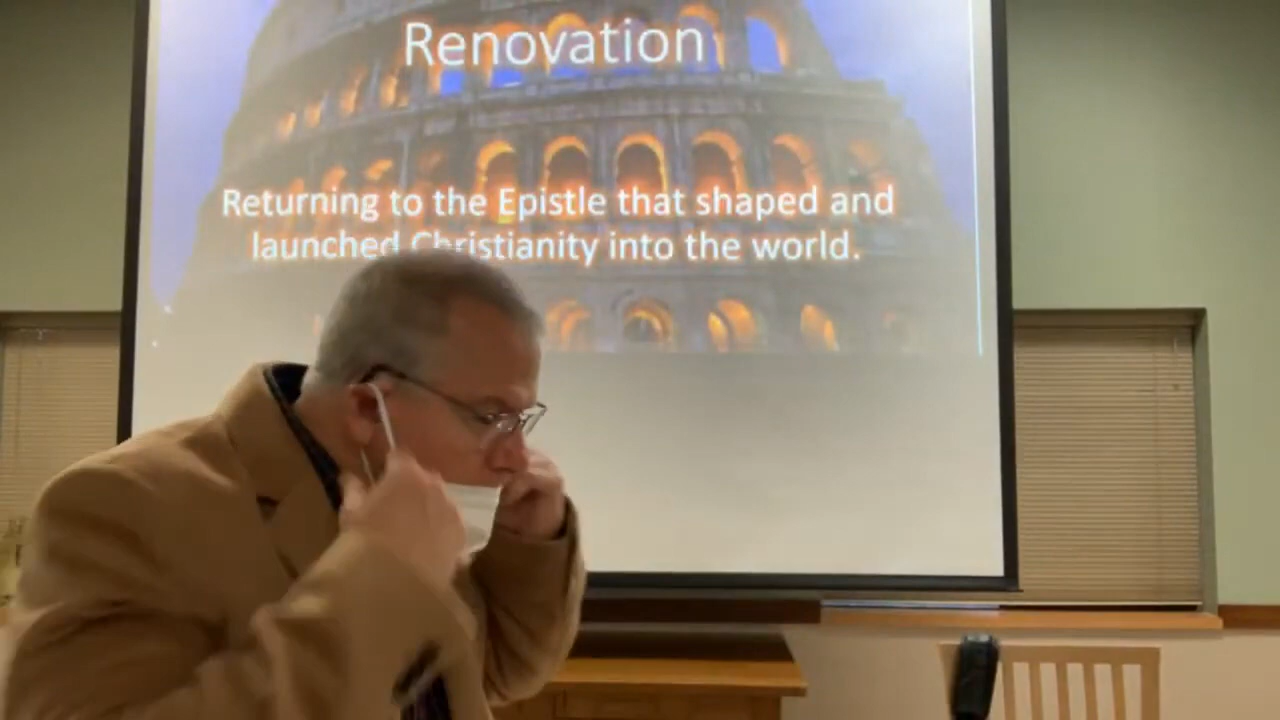 Renovation
Returning to the Epistle that shaped and
launched Christianity into the world.